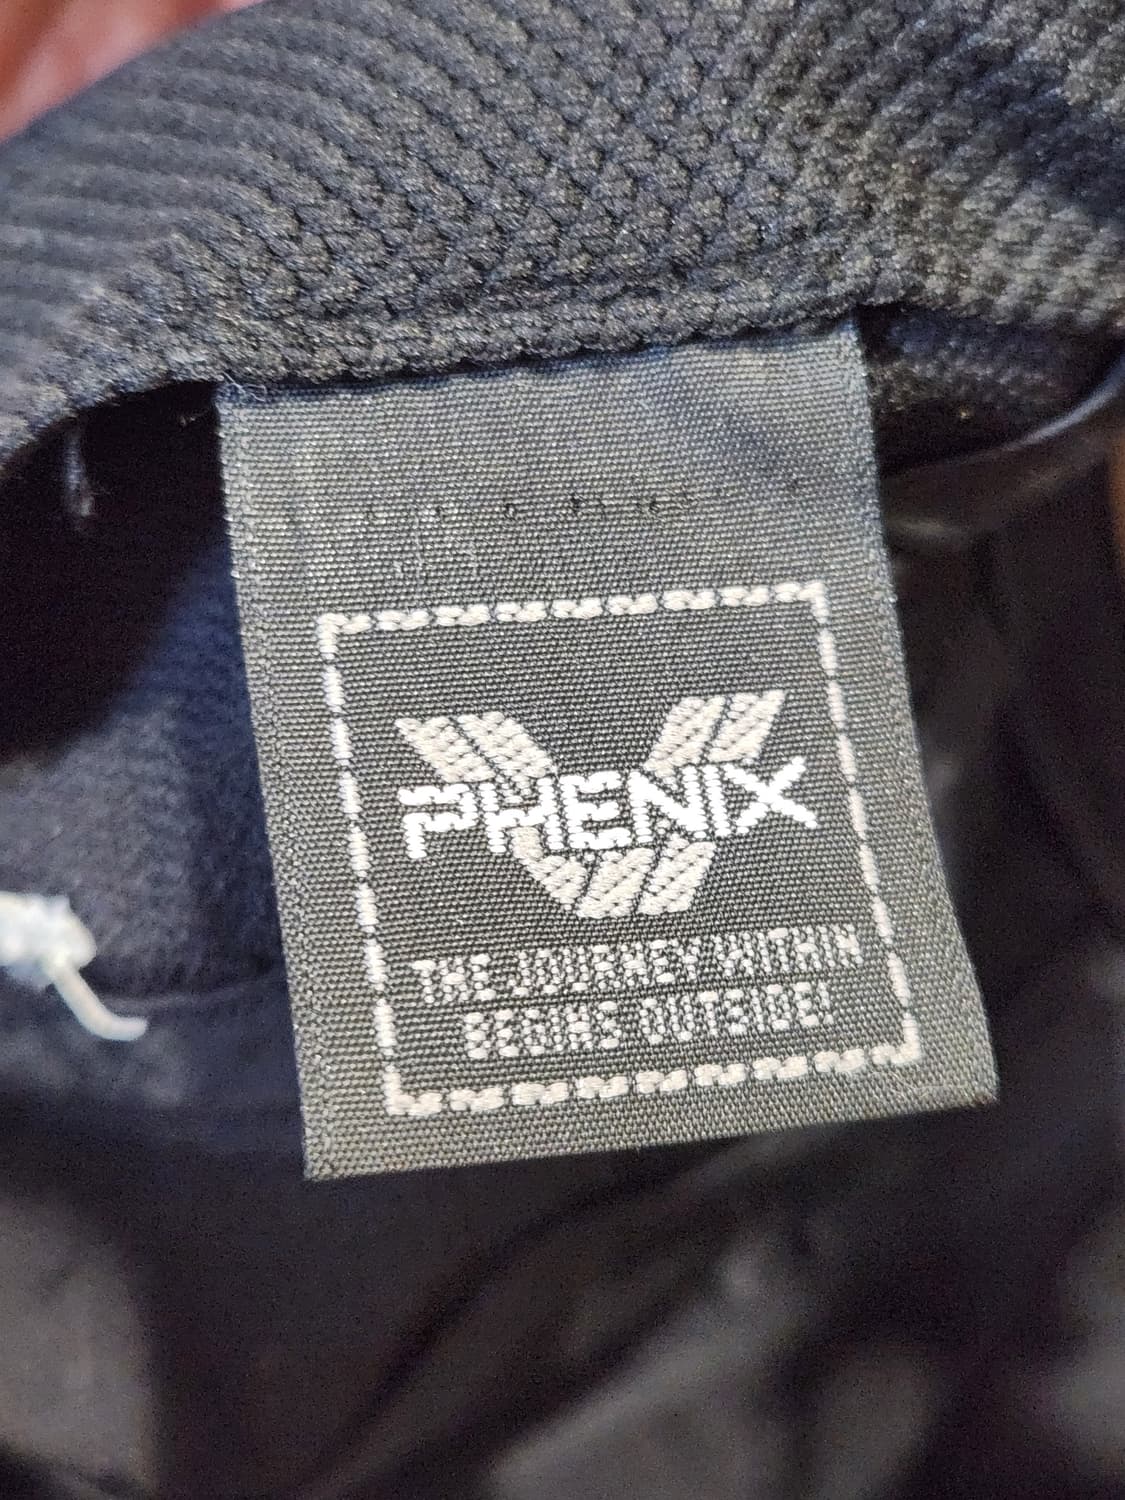 PHENIX
THE JOURNEY WITHIN
BEGINS OUTSIDE!